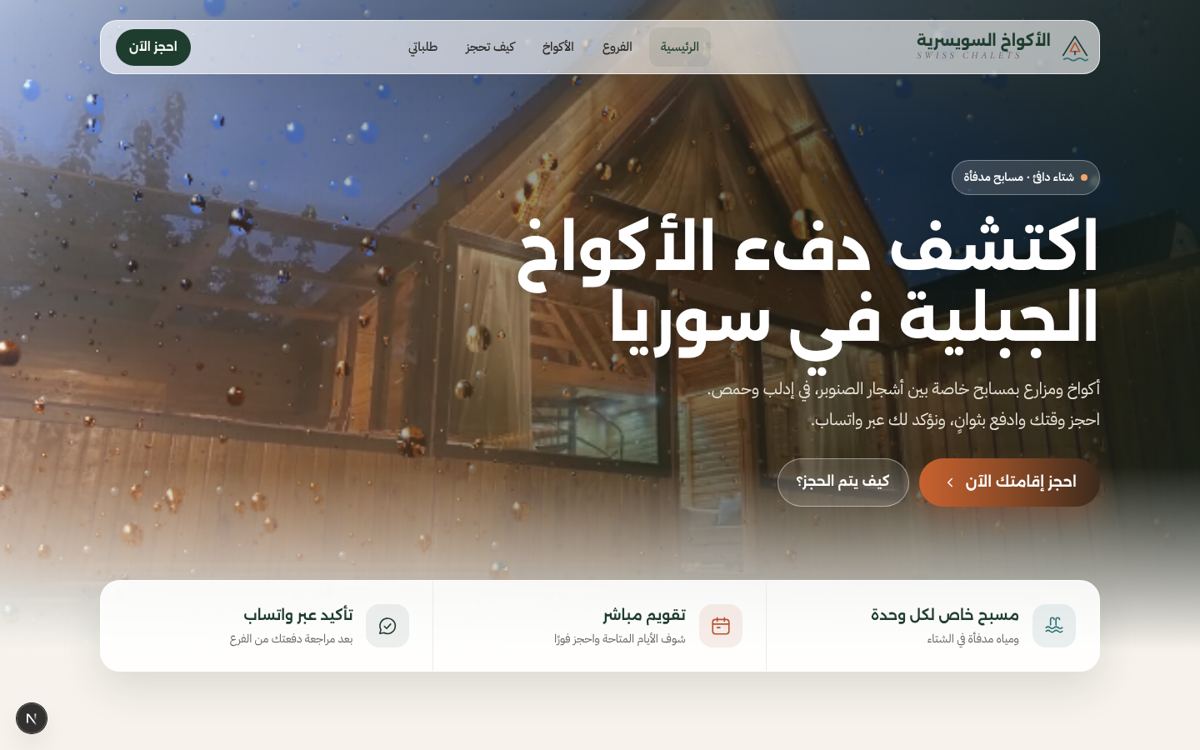 الأكواخ السويسرية
SWISS CHALETS
الرئيسية
الفروع
الأكواخ
كيف تحجز
طلباتي
احجز الآن
شتاء دافئ · مسابح مدفأة
اكتشف دفء الأكواخ
الجبلية في سوريا
أكواخ ومزارع بمسابح خاصة بين أشجار الصنوبر، في إدلب وحمص.
احجز وقتك وادفع بثوانٍ، ونؤكد لك عبر واتساب.
احجز إقامتك الآن
كيف يتم الحجز؟
مسبح خاص لكل وحدة
ومياه مدفأة في الشتاء
تقويم مباشر
شوف الأيام المتاحة واحجز فورًا
تأكيد عبر واتساب
بعد مراجعة دفعتك من الفرع
N